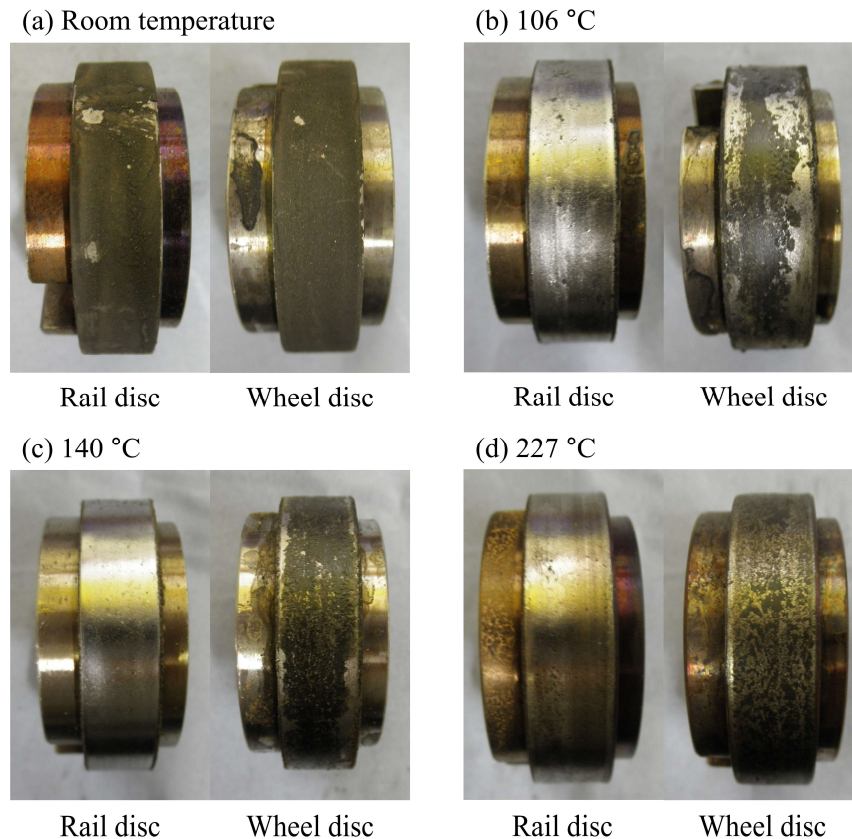 (a) Room temperature
(b) 106 °C
Rail disc
Wheel disc
Rail disc
Wheel disc
(c) 140 °C
(d) 227 °C
Rail disc
Wheel disc
Rail disc
Wheel disc